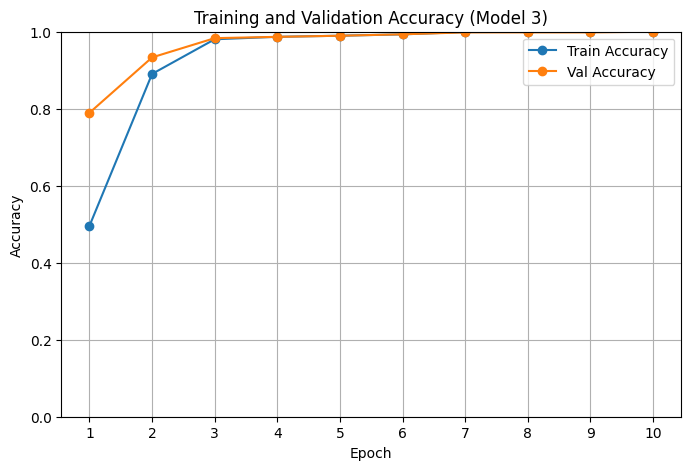 Training and Validation Accuracy (Model 3)
1.0
0.8
0.6
0.4
0.2
0.0
Accuracy
Train Accuracy
Val Accuracy
1 2 3 4 5 6 7 8 9 10
Epoch